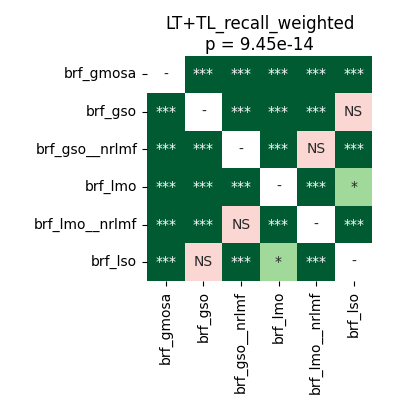 LT+TL_recall_weighted
p = 9.45e-14
brf_gmosa - *** *** *** *** ***
brf_gso *** - *** *** *** NS
brf_gso__nrlmf *** *** - *** NS ***
brf_lmo *** *** *** - *** *
brf_lmo__nrlmf *** *** NS *** - ***
brf_lso *** NS *** * *** -
brf_gmosa
brf_gso
brf_gso__nrlmf
brf_lmo
brf_lmo__nrlmf
brf_lso